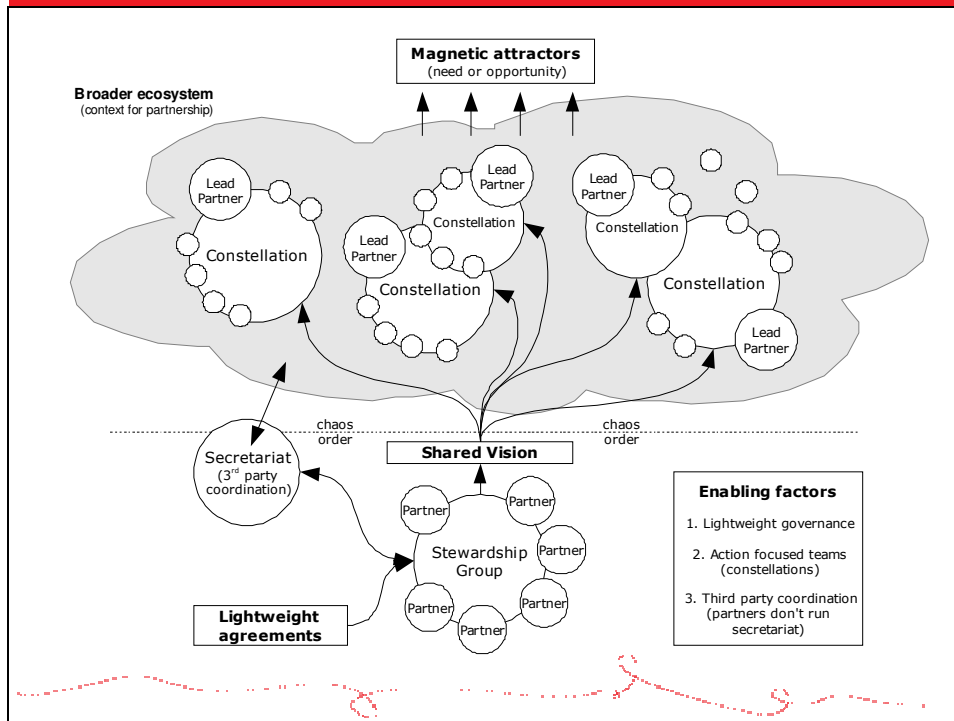 Magnetic attractors
(need or opportunity)
Broader ecosystem
(context for partnership)
Lead
Partner
Constellation
Lead
Partner
Constellation
Lead
Partner
Constellation
Lead
Partner
Constellation
Constellation
Lead
Partner
chaos
order
chaos
order
Shared Vision
Secretariat
(3rd party
coordination)
Partner
Partner
Partner
Partner
Partner
Partner
Stewardship
Group
Lightweight
agreements
Enabling factors
1. Lightweight governance
2. Action focused teams
(constellations)
3. Third party coordination
(partners don't run
secretariat)